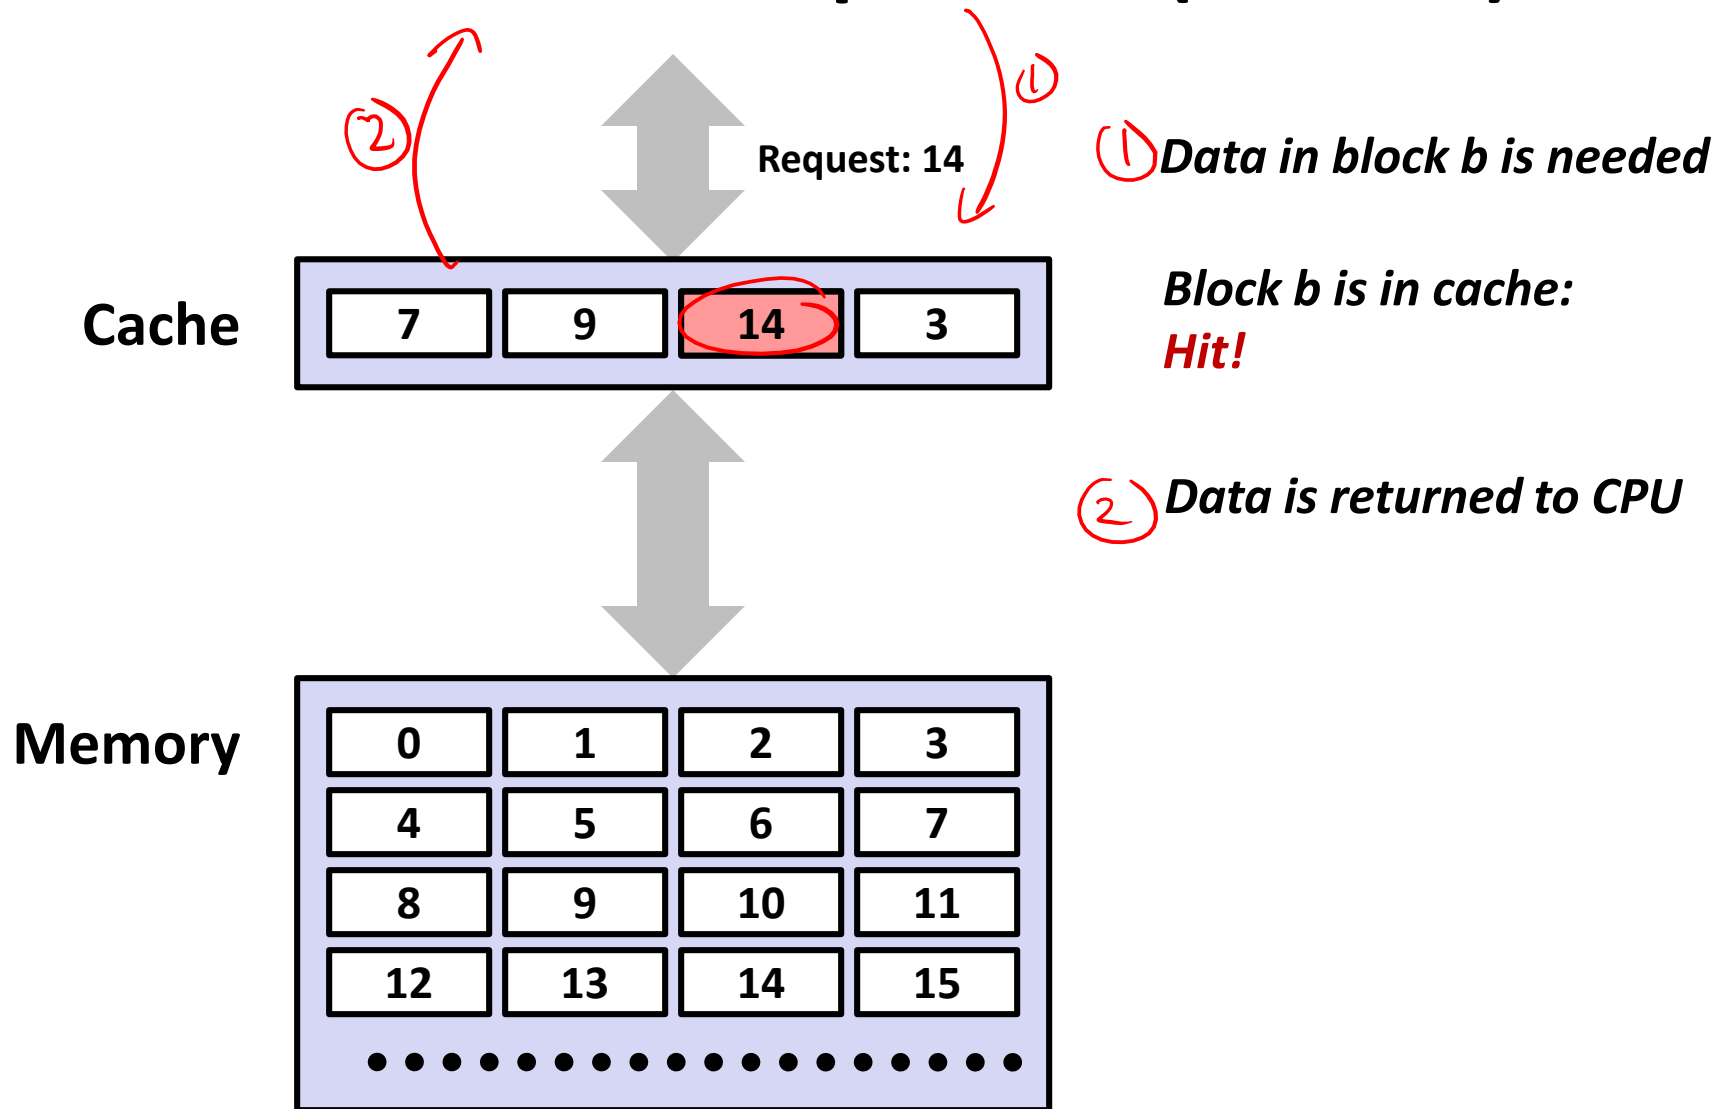 ②
①
Request: 14
① Data in block b is needed
Cache
7 9 14 3
Block b is in cache:
Hit!
② Data is returned to CPU
Memory
0 1 2 3
4 5 6 7
8 9 10 11
12 13 14 15